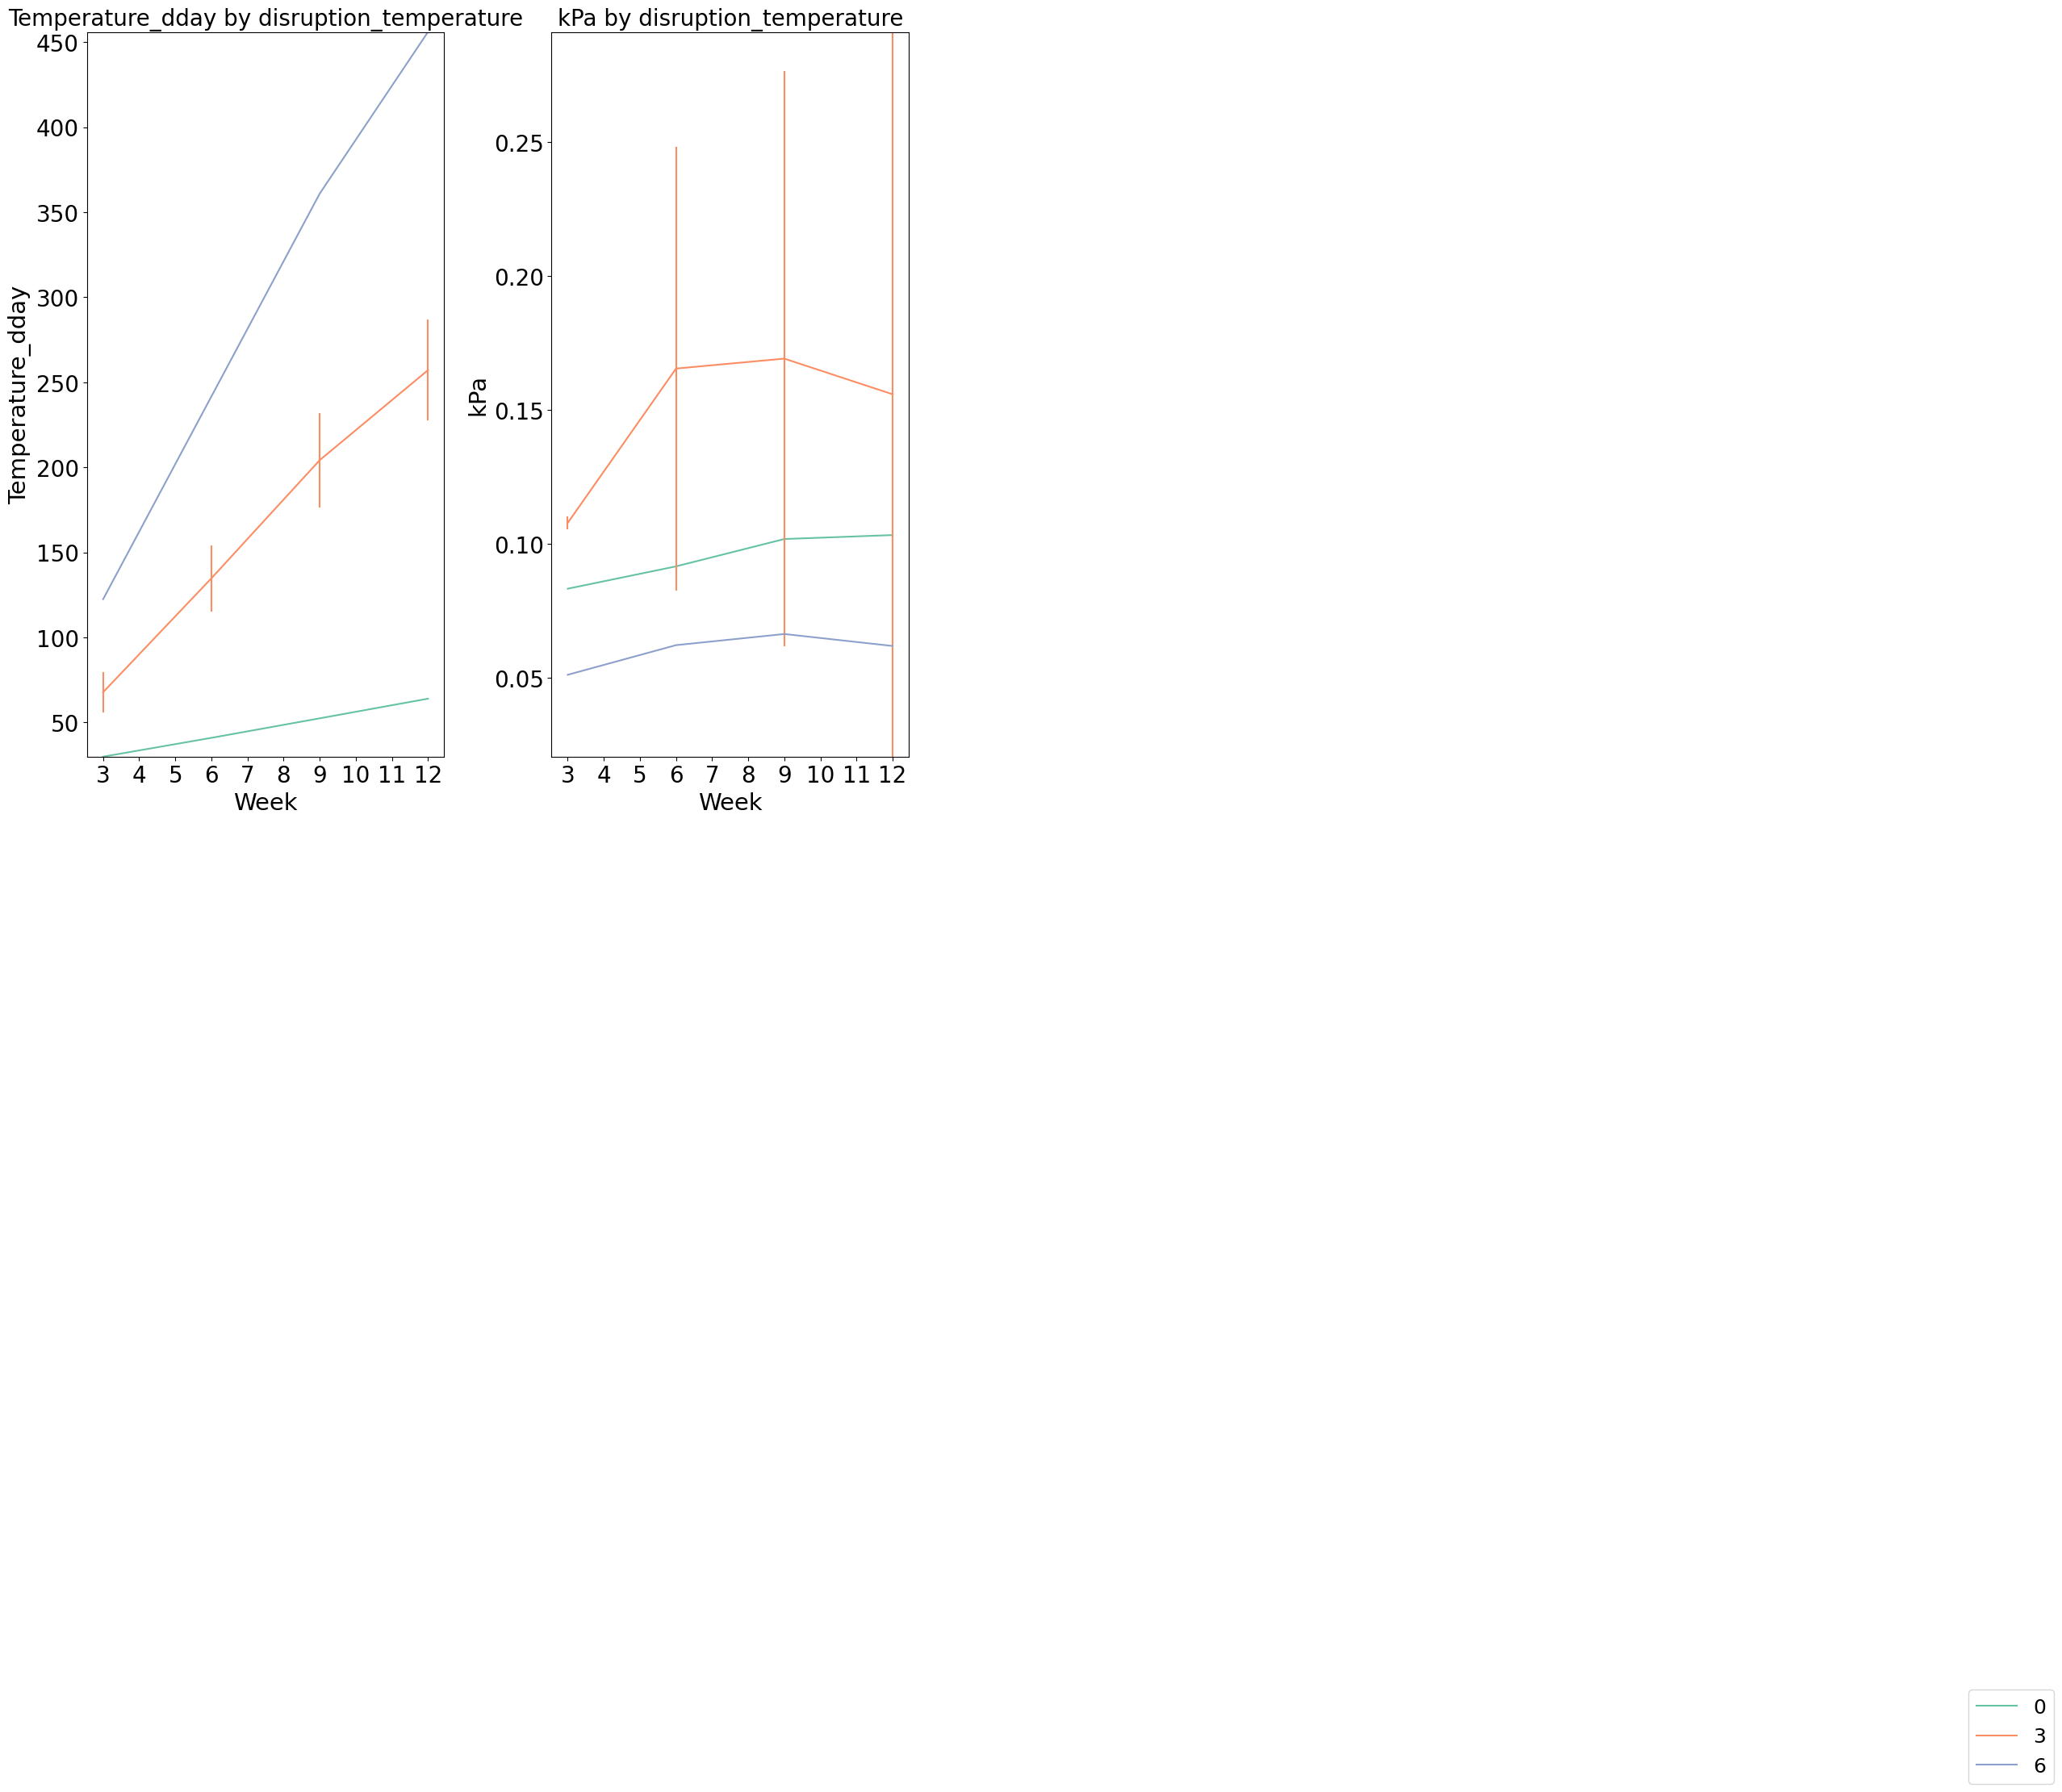 Temperature_dday by disruption_temperature
450
400
350
300
250
200
150
100
50
Temperature_dday
3 4 5 6 7 8 9 10 11 12
Week
kPa by disruption_temperature
0.25
0.20
0.15
0.10
0.05
kPa
3 4 5 6 7 8 9 10 11 12
Week
0
3
6